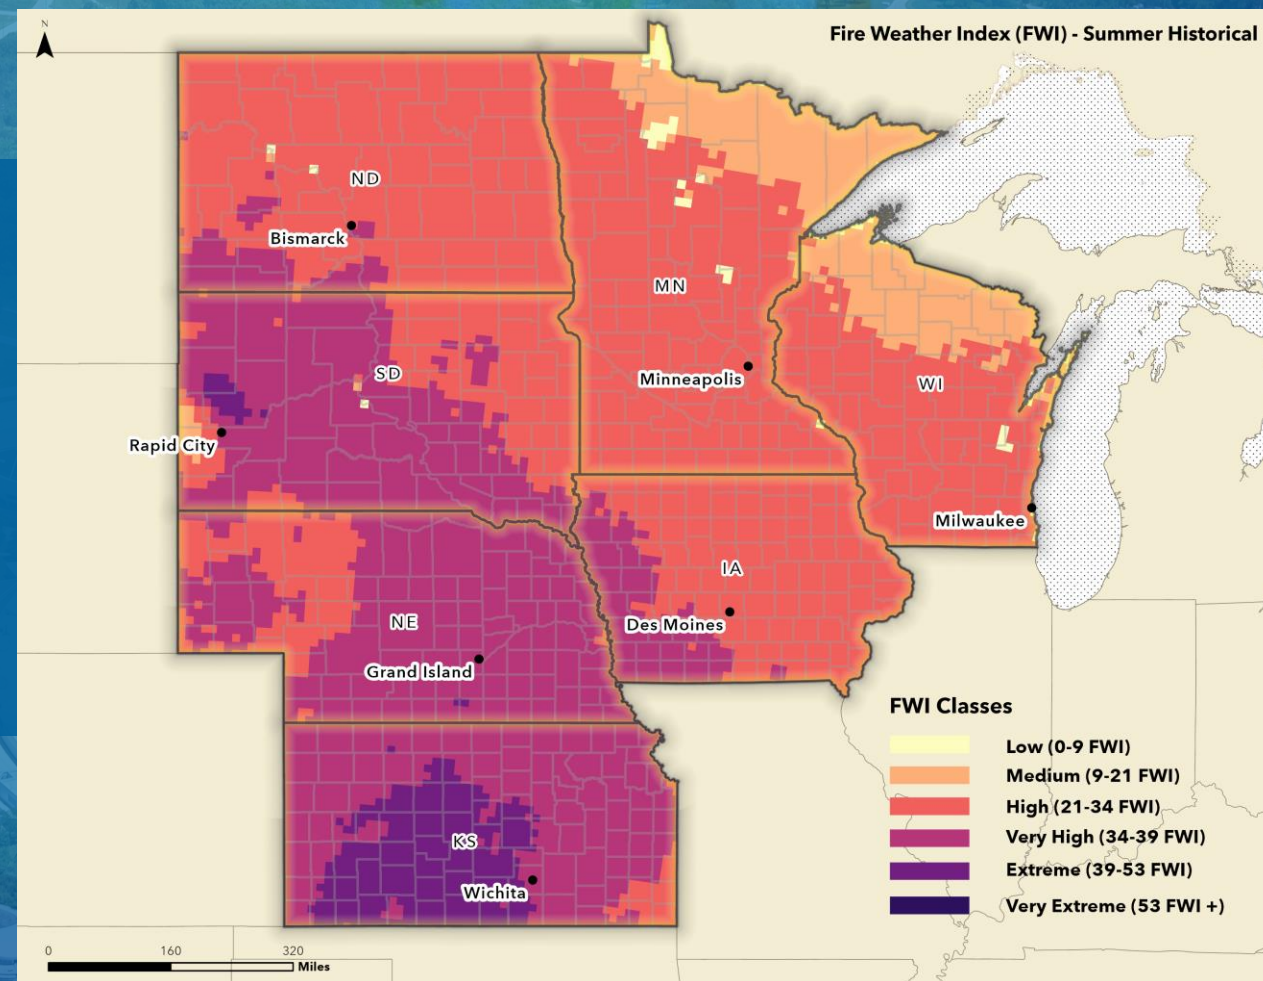 N
Fire Weather Index (FWI) - Summer Historical
ND
Bismarck
MN
SD
Minneapolis
WI
Rapid City
Milwaukee
IA
NE
Des Moines
Grand Island
KS
Wichita
FWI Classes
Low (0-9 FWI)
Medium (9-21 FWI)
High (21-34 FWI)
Very High (34-39 FWI)
Extreme (39-53 FWI)
Very Extreme (53 FWI +)
0 160 320
Miles